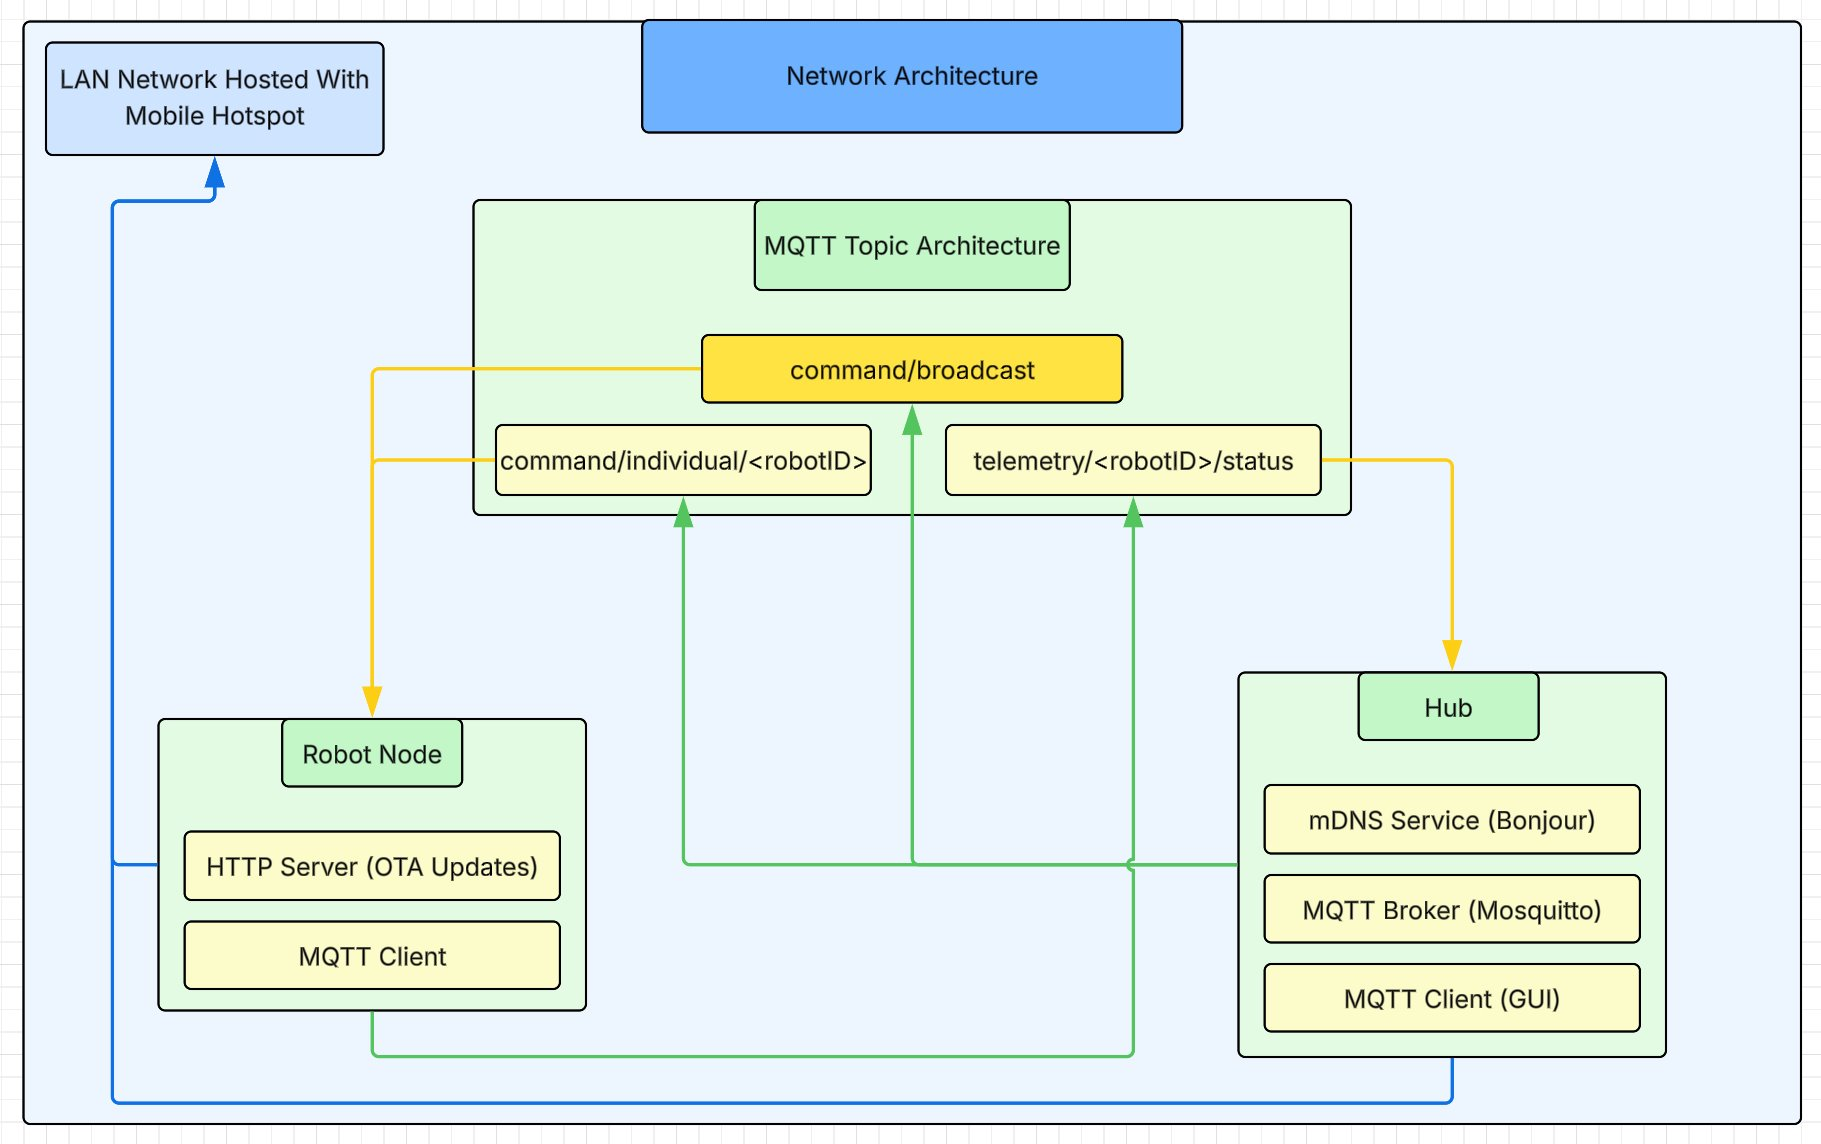 Network Architecture
LAN Network Hosted With
Mobile Hotspot
MQTT Topic Architecture
command/broadcast
command/individual/<robotID>
telemetry/<robotID>/status
Robot Node
HTTP Server (OTA Updates)
MQTT Client
Hub
mDNS Service (Bonjour)
MQTT Broker (Mosquitto)
MQTT Client (GUI)